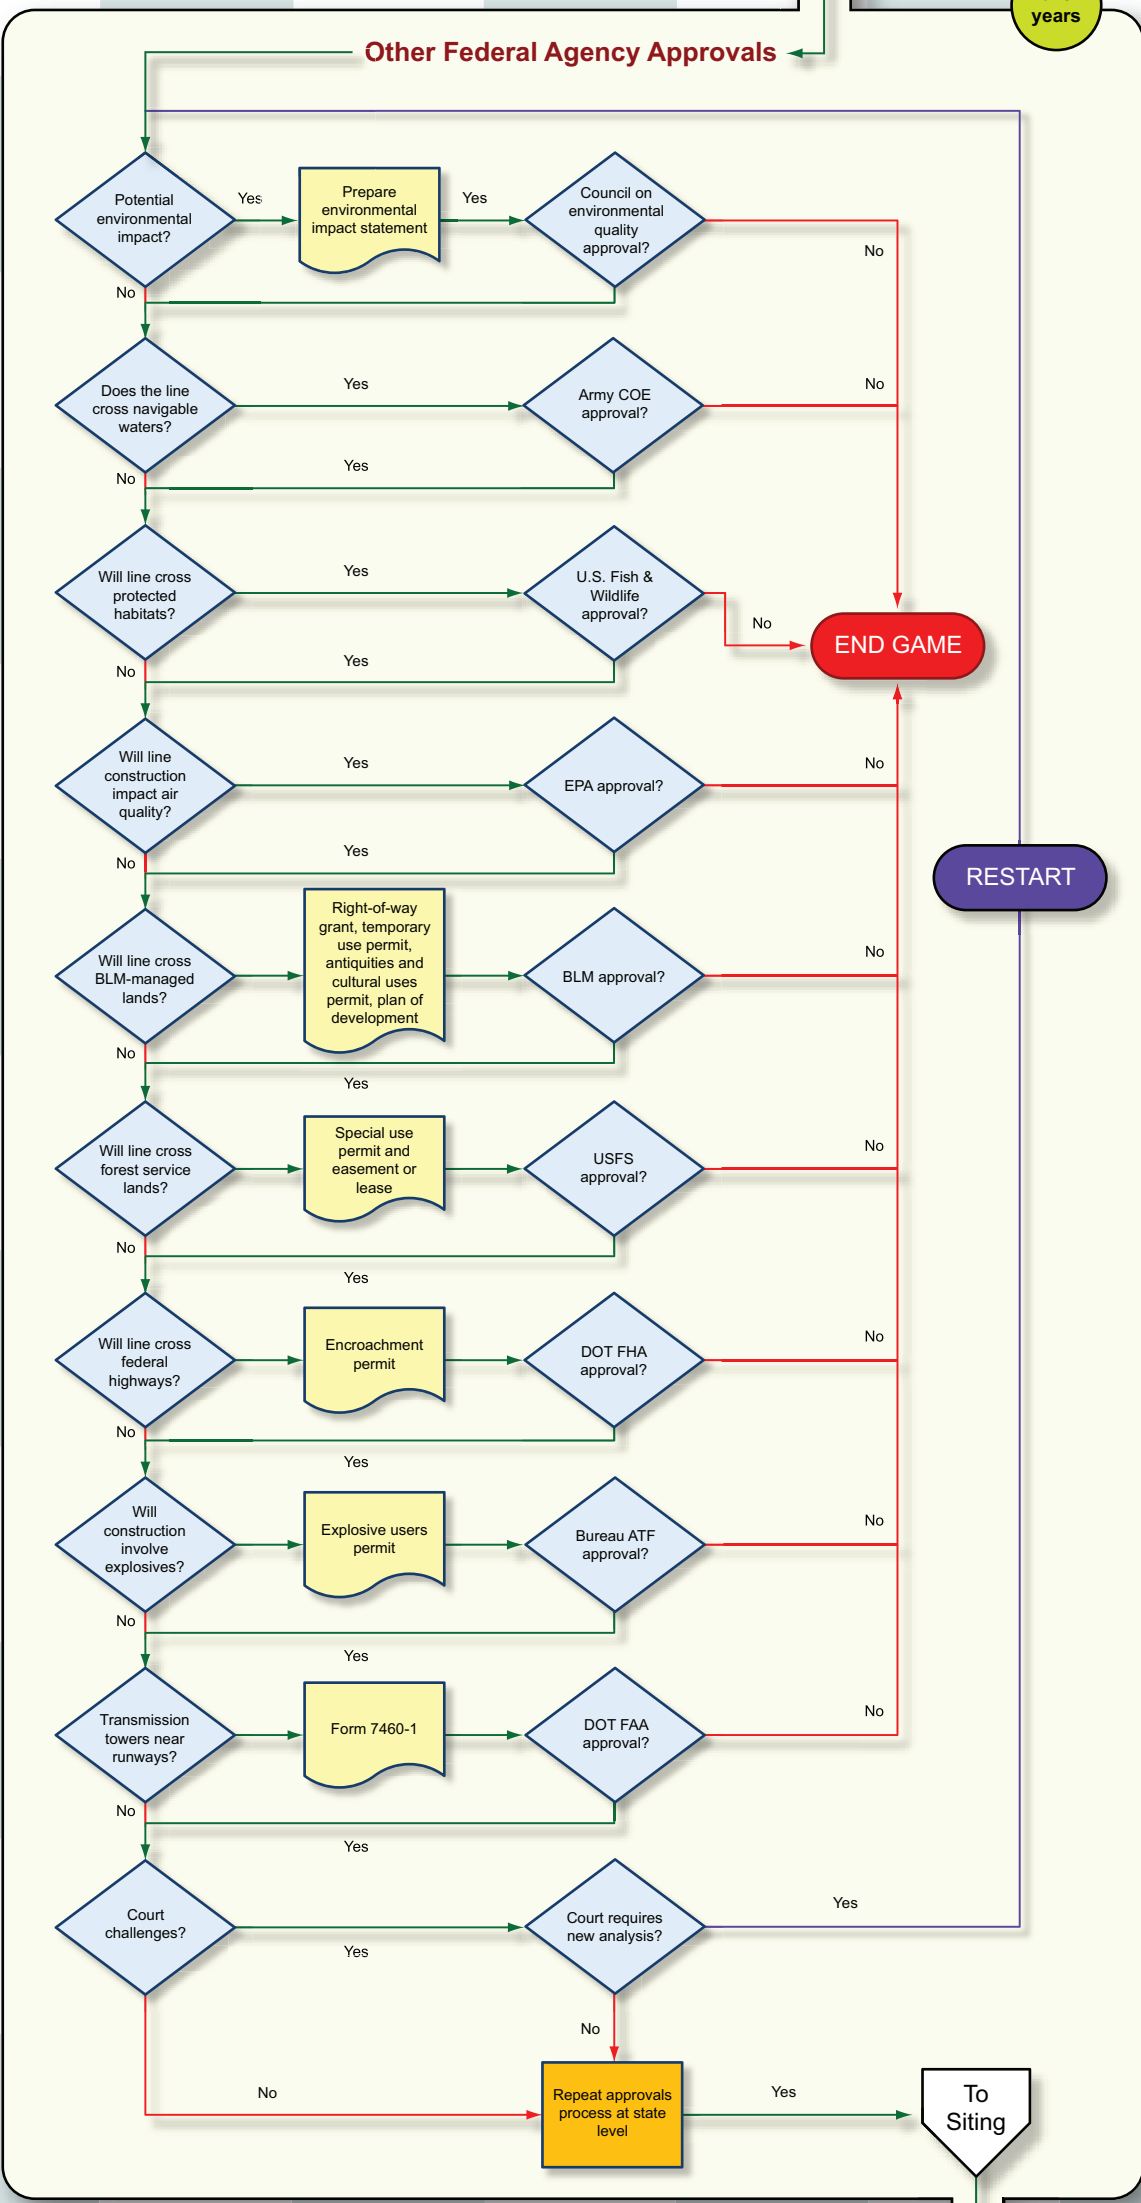 years
Other Federal Agency Approvals
Potential
environmental
impact?
Yes
Prepare
environmental
impact statement
Yes
Council on
environmental
quality
approval?
No
No
Does the line
cross navigable
waters?
Yes
Army COE
approval?
No
Yes
No
Will line cross
protected
habitats?
Yes
U.S. Fish &
Wildlife
approval?
No
END GAME
Yes
No
Will line
construction
impact air
quality?
Yes
EPA approval?
No
Yes
No
RESTART
Will line cross
BLM-managed
lands?
Right-of-way
grant, temporary
use permit,
antiquities and
cultural uses
permit, plan of
development
BLM approval?
No
No
Yes
Will line cross
forest service
lands?
Special use
permit and
easement or
lease
USFS
approval?
No
No
Yes
Will line cross
federal
highways?
Encroachment
permit
DOT FHA
approval?
No
No
Yes
Will
construction
involve
explosives?
Explosive users
permit
Bureau ATF
approval?
No
No
Yes
Transmission
towers near
runways?
Form 7460-1
DOT FAA
approval?
No
No
Yes
Court
challenges?
Yes
Court requires
new analysis?
Yes
No
No
Repeat approvals
process at state
level
Yes
To
Siting